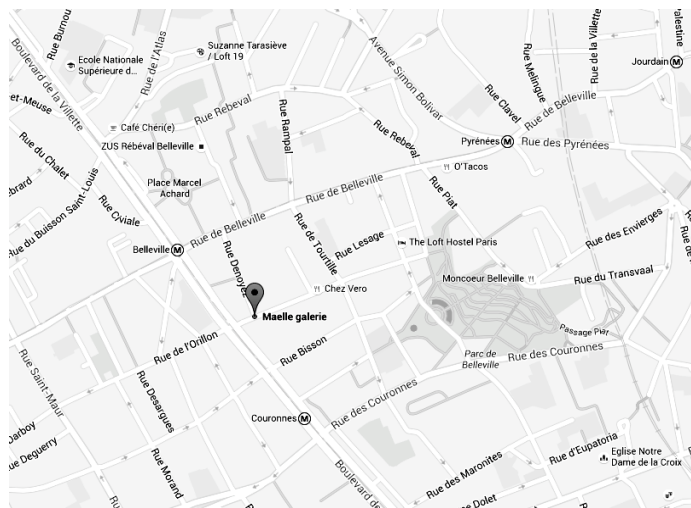 Rue Burnou
Boulevard de la Villette
Ecole Nationale
Supérieure d...
Rue de l'Atlas
Suzanne Tarasiève
/ Loft 19
Avenue Simon Bolivar
Rue Clavel
Rue Mélingue
Rue de la Villette
Palestine
Jourdain M
et-Meuse
Café Chéri(e)
Rue Rebeval
Rue Rampal
Rue Rebeval
Rue de Belleville
Pyrénées M
Rue des Pyrénées
Rue du Chalet
ZUS Rébéval Belleville
O'Tacos
brard
Place Marcel
Achard
Rue de Belleville
Rue Piat
Rue du Buisson Saint-Louis
Rue Civiale
Rue de Belleville
Rue de Tourtille
Rue Lesage
The Loft Hostel Paris
Rue des Envierges
Rue de
Belleville M
Rue Denoyez
Moncoeur Belleville
Rue du Transvaal
Chez Vero
Maelle galerie
Passage Piat
Rue de l'Orillon
Rue Bisson
Parc de
Belleville
Rue des Couronnes
Rue Saint-Maur
Rue Desargues
Rue des Couronnes
Couronnes M
Darboy
ue Deguerry
Rue Morand
Rue
Boulevard de
Rue des Maronites
Rue d'Eupatoria
Eglise Notre
Dame de la Croix
e Dolet